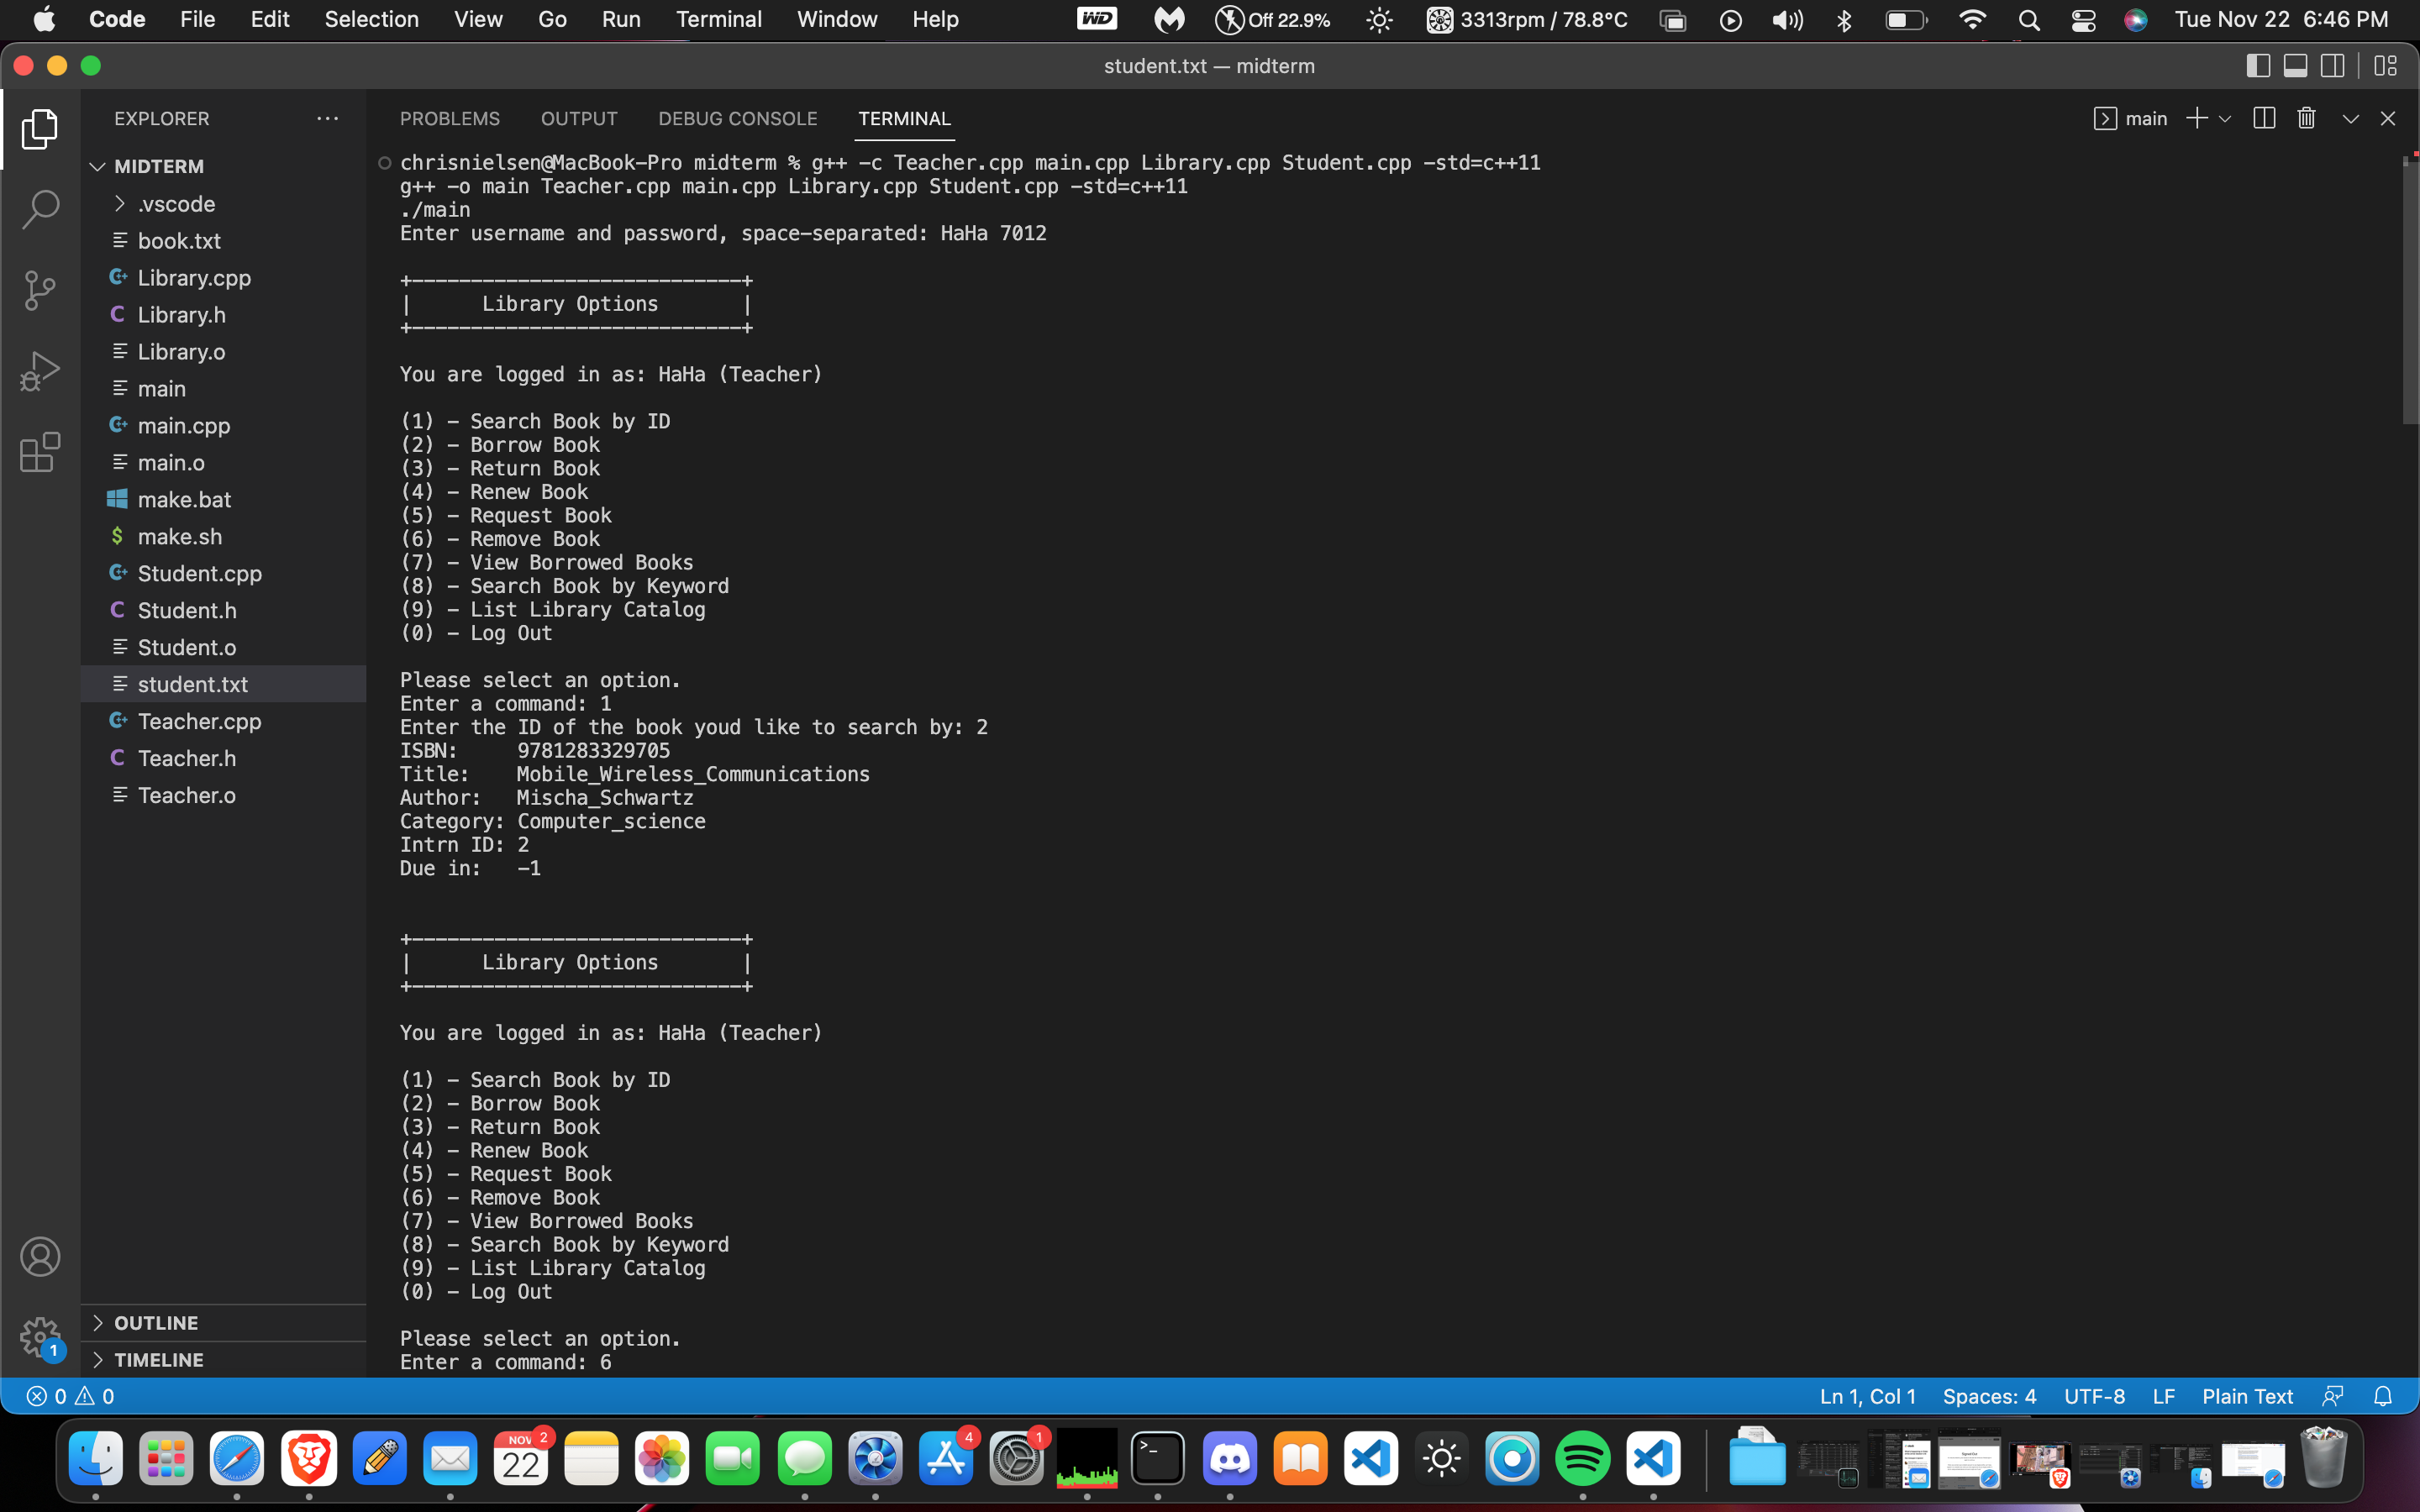 Code File Edit Selection View Go Run Terminal Window Help WD Off 22.9% 3313rpm / 78.8°C Tue Nov 22 6:46 PM
student.txt — midterm
EXPLORER ···
MIDTERM
.vscode
book.txt
Library.cpp
Library.h
Library.o
main
main.cpp
main.o
make.bat
make.sh
Student.cpp
Student.h
Student.o
student.txt
Teacher.cpp
Teacher.h
Teacher.o
OUTLINE
TIMELINE
PROBLEMS OUTPUT DEBUG CONSOLE TERMINAL main
chrisnielsen@MacBook-Pro midterm % g++ -c Teacher.cpp main.cpp Library.cpp Student.cpp -std=c++11
g++ -o main Teacher.cpp main.cpp Library.cpp Student.cpp -std=c++11
./main
Enter username and password, space-separated: HaHa 7012
+----------------------------+
|      Library Options       |
+----------------------------+
You are logged in as: HaHa (Teacher)
(1) - Search Book by ID
(2) - Borrow Book
(3) - Return Book
(4) - Renew Book
(5) - Request Book
(6) - Remove Book
(7) - View Borrowed Books
(8) - Search Book by Keyword
(9) - List Library Catalog
(0) - Log Out
Please select an option.
Enter a command: 1
Enter the ID of the book youd like to search by: 2
ISBN:     9781283329705
Title:    Mobile_Wireless_Communications
Author:   Mischa_Schwartz
Category: Computer_science
Intrn ID: 2
Due in:   -1
+----------------------------+
|      Library Options       |
+----------------------------+
You are logged in as: HaHa (Teacher)
(1) - Search Book by ID
(2) - Borrow Book
(3) - Return Book
(4) - Renew Book
(5) - Request Book
(6) - Remove Book
(7) - View Borrowed Books
(8) - Search Book by Keyword
(9) - List Library Catalog
(0) - Log Out
Please select an option.
Enter a command: 6
1
0 0 Ln 1, Col 1 Spaces: 4 UTF-8 LF Plain Text
NOV 22 2 4 1